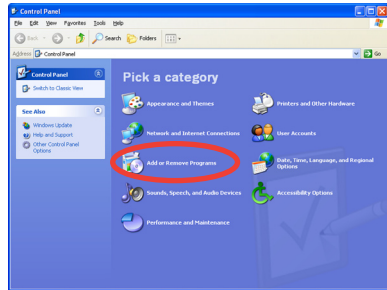 Control Panel
File Edit View Favorites Tools Help
Back Search Folders
Address Control Panel Go
Control Panel
Switch to Classic View
See Also
Windows Update
Help and Support
Other Control Panel
Options
Pick a category
Appearance and Themes
Printers and Other Hardware
Network and Internet Connections
User Accounts
Add or Remove Programs
Date, Time, Language, and Regional
Options
Sounds, Speech, and Audio Devices
Accessibility Options
Performance and Maintenance